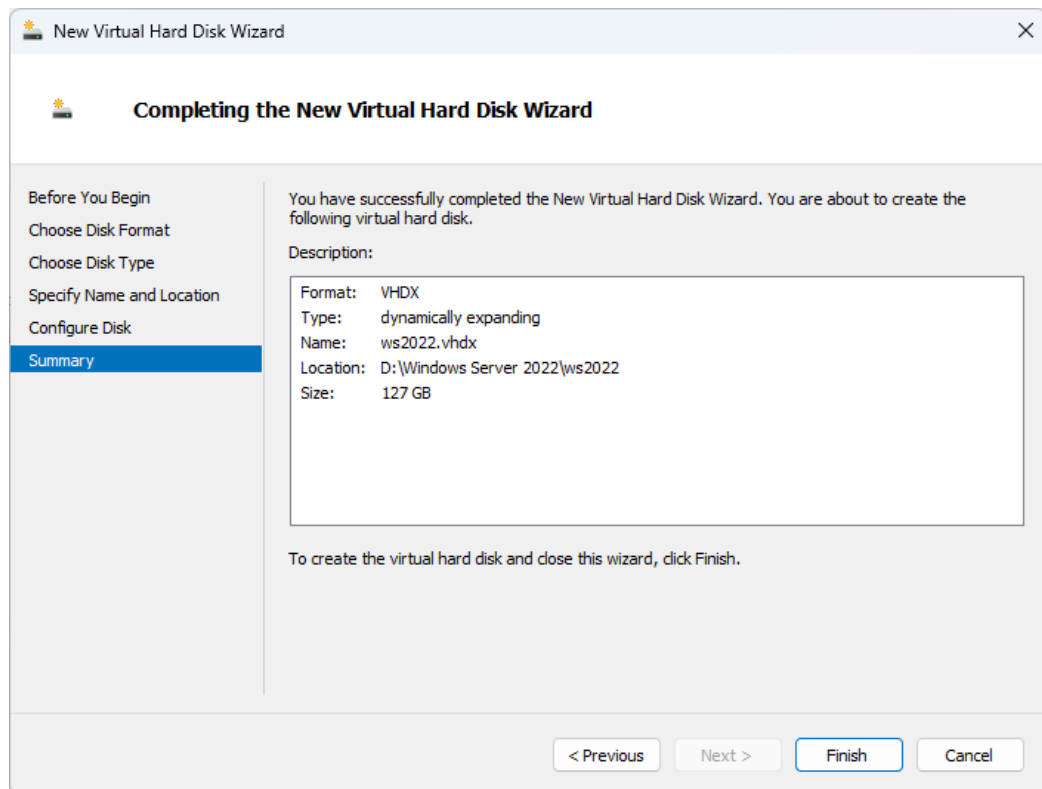 New Virtual Hard Disk Wizard
Completing the New Virtual Hard Disk Wizard
Before You Begin
Choose Disk Format
Choose Disk Type
Specify Name and Location
Configure Disk
Summary
You have successfully completed the New Virtual Hard Disk Wizard. You are about to create the
following virtual hard disk.
Description:
Format: VHDX
Type: dynamically expanding
Name: ws2022.vhdx
Location: D:\Windows Server 2022\ws2022
Size: 127 GB
To create the virtual hard disk and close this wizard, click Finish.
< Previous
Next >
Finish
Cancel